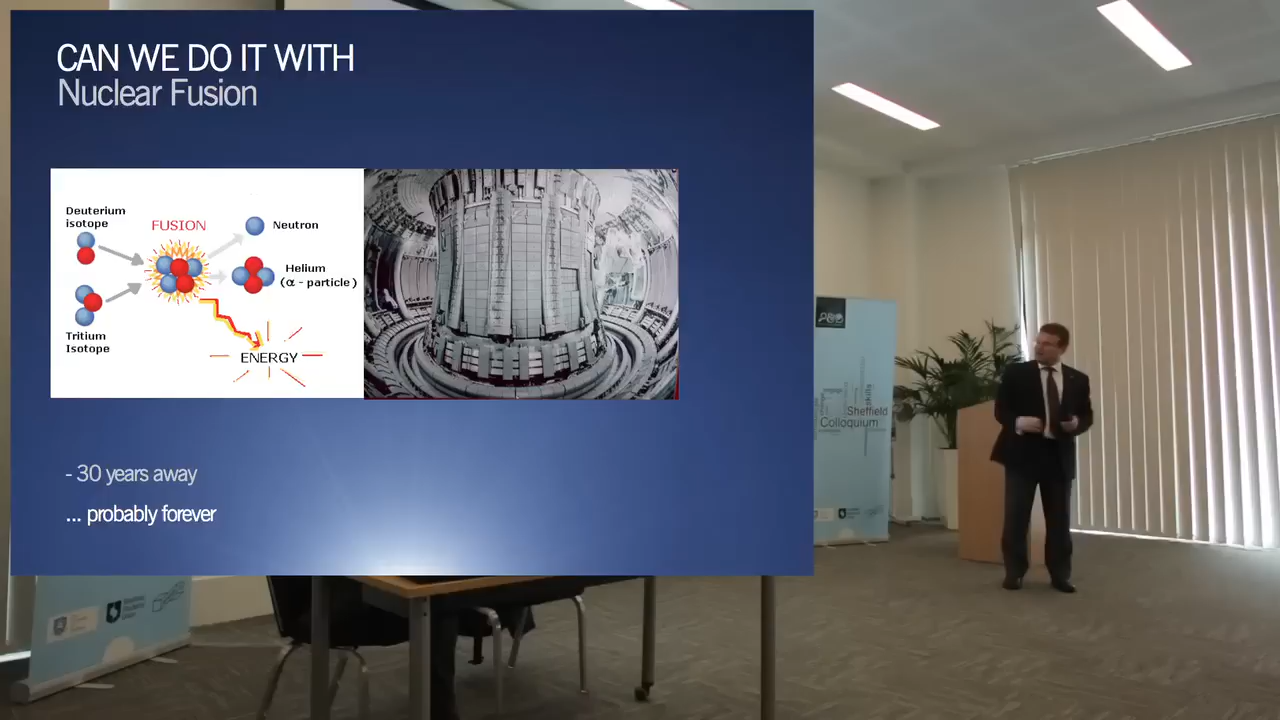 CAN WE DO IT WITH
Nuclear Fusion
Deuterium
isotope
FUSION
Neutron
Helium
(α - particle)
Tritium
Isotope
ENERGY
- 30 years away
... probably forever
skills
Sheffield
Colloquium